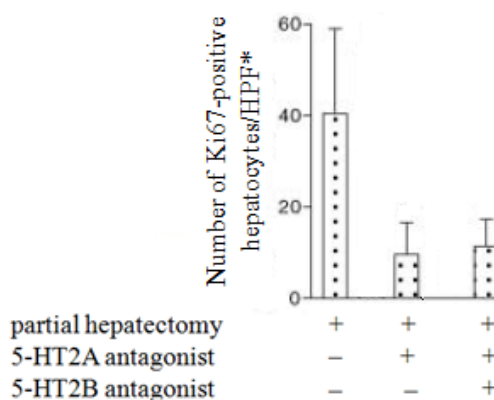 Number of Ki67-positive
hepatocytes/HPF*
60
40
20
0
partial hepatectomy + + +
5-HT2A antagonist – + +
5-HT2B antagonist – – +